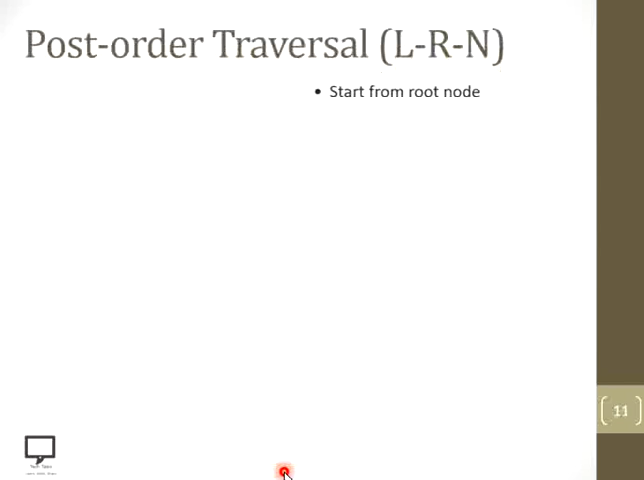 Post-order Traversal (L-R-N)
• Start from root node
11